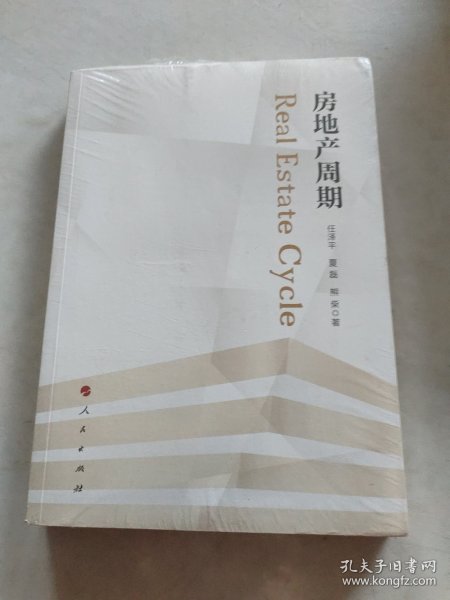 房地产周期
Real Estate Cycle
任泽平 夏磊 熊柴◎著
人民出版社
孔夫子旧书网
www.kongfz.com